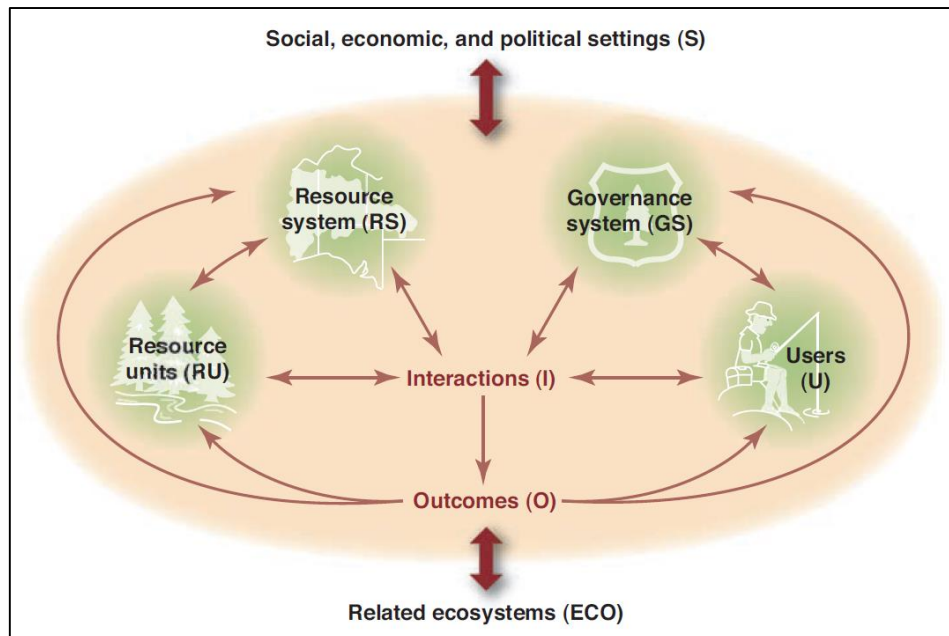 Social, economic, and political settings (S)
Resource
system (RS)
Governance
system (GS)
Resource
units (RU)
Interactions (I)
Users
(U)
Outcomes (O)
Related ecosystems (ECO)